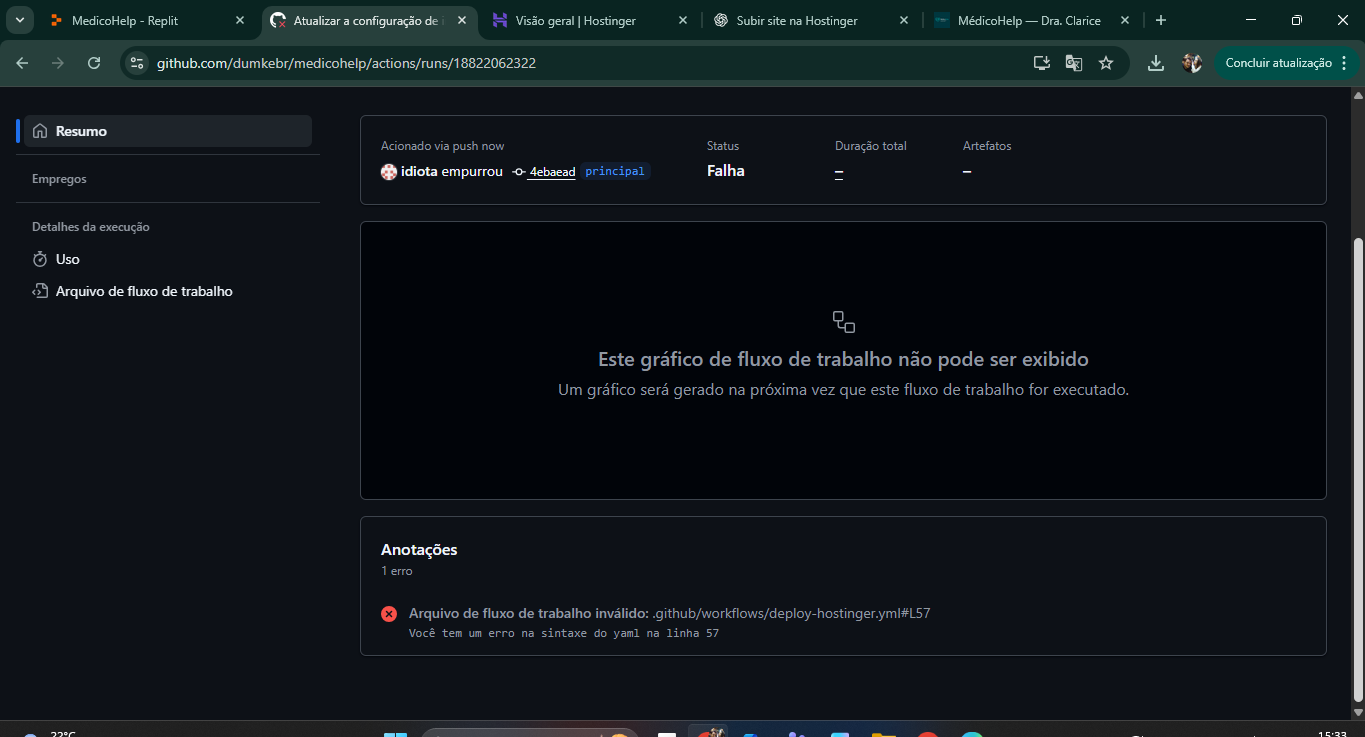 MedicoHelp - Replit
Atualizar a configuração de i
Visão geral | Hostinger
Subir site na Hostinger
MédicoHelp — Dra. Clarice
github.com/dumkebr/medicohelp/actions/runs/18822062322
Concluir atualização
Resumo
Empregos
Detalhes da execução
Uso
Arquivo de fluxo de trabalho
Acionado via push now
Status
Duração total
Artefatos
idiota empurrou 4ebaead principal
Falha
–
–
Este gráfico de fluxo de trabalho não pode ser exibido
Um gráfico será gerado na próxima vez que este fluxo de trabalho for executado.
Anotações
1 erro
Arquivo de fluxo de trabalho inválido: .github/workflows/deploy-hostinger.yml#L57
Você tem um erro na sintaxe do yaml na linha 57
22°C
15:33